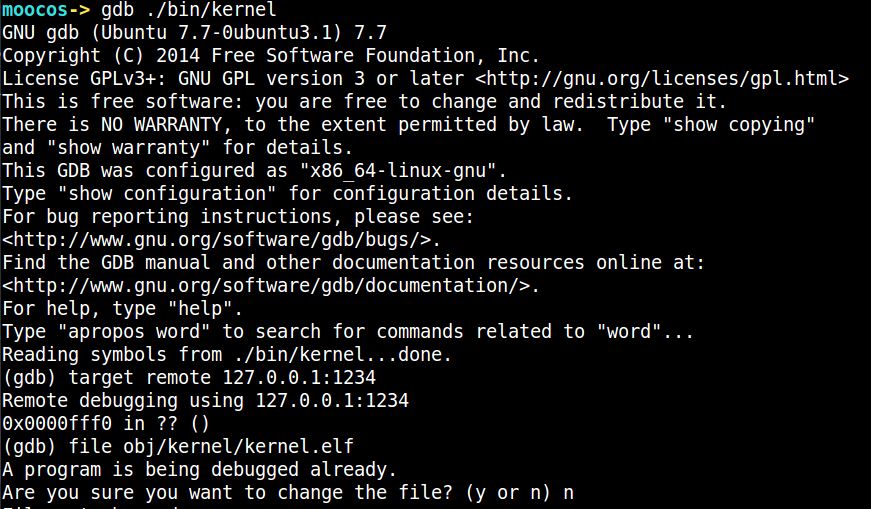 moocos-> gdb ./bin/kernel
GNU gdb (Ubuntu 7.7-0ubuntu3.1) 7.7
Copyright (C) 2014 Free Software Foundation, Inc.
License GPLv3+: GNU GPL version 3 or later <http://gnu.org/licenses/gpl.html>
This is free software: you are free to change and redistribute it.
There is NO WARRANTY, to the extent permitted by law.  Type "show copying"
and "show warranty" for details.
This GDB was configured as "x86_64-linux-gnu".
Type "show configuration" for configuration details.
For bug reporting instructions, please see:
<http://www.gnu.org/software/gdb/bugs/>.
Find the GDB manual and other documentation resources online at:
<http://www.gnu.org/software/gdb/documentation/>.
For help, type "help".
Type "apropos word" to search for commands related to "word"...
Reading symbols from ./bin/kernel...done.
(gdb) target remote 127.0.0.1:1234
Remote debugging using 127.0.0.1:1234
0x0000fff0 in ?? ()
(gdb) file obj/kernel/kernel.elf
A program is being debugged already.
Are you sure you want to change the file? (y or n) n